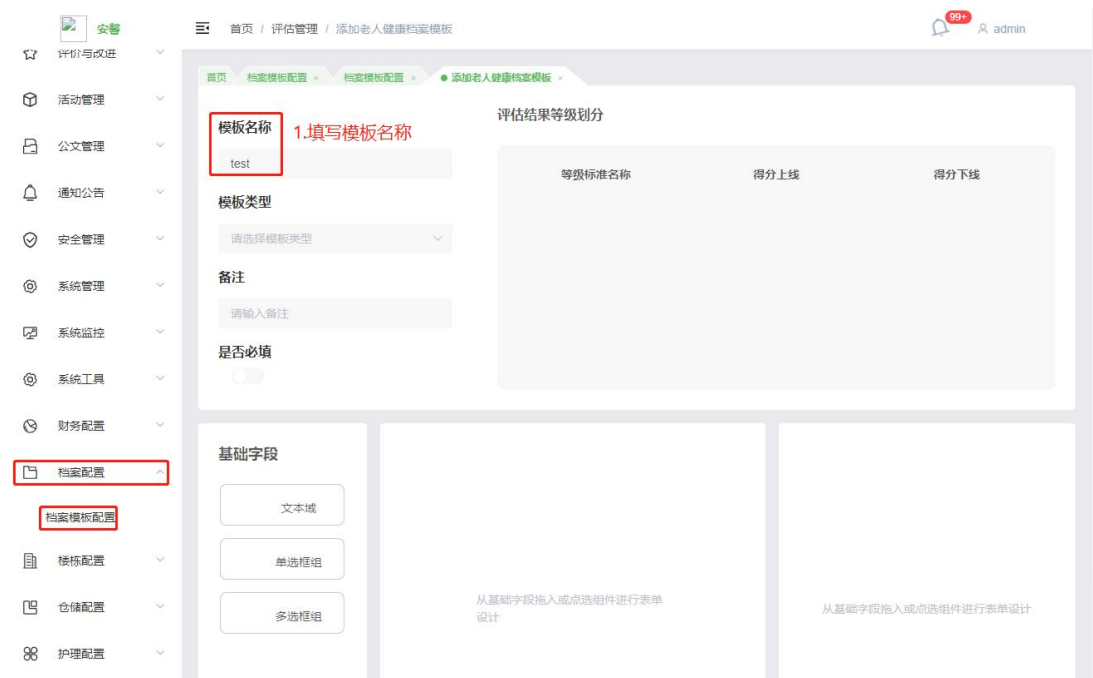 安馨
首页 / 评估管理 / 添加老人健康档案模板
99+
admin
评价与改进
活动管理
公文管理
通知公告
安全管理
系统管理
系统监控
系统工具
财务配置
档案配置
档案模板配置
楼栋配置
仓储配置
护理配置
首页 档案模板配置 × 档案模板配置 × 添加老人健康档案模板 ×
模板名称
1.填写模板名称
test
模板类型
请选择模板类型
备注
请输入备注
是否必填
评估结果等级划分
等级标准名称 得分上线 得分下线
基础字段
文本域
单选框组
多选框组
从基础字段拖入或点选组件进行表单
设计
从基础字段拖入或点选组件进行表单设计